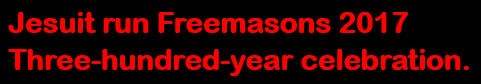 Jesuit run Freemasons 2017
Three-hundred-year celebration.